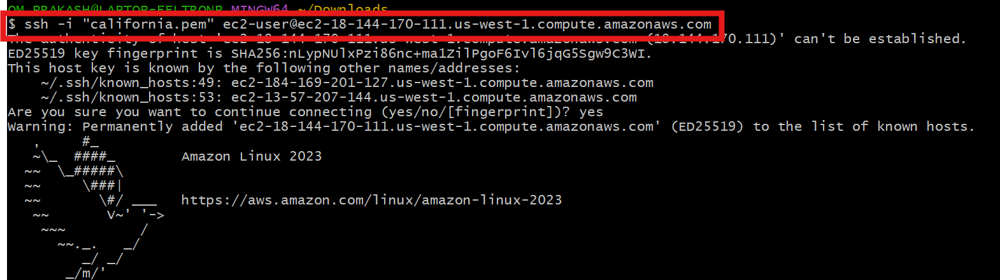 OM PRAKASH@LAPTOP-EELTRONP MINGW64 ~/Downloads
$ ssh -i "california.pem" ec2-user@ec2-18-144-170-111.us-west-1.compute.amazonaws.com
The authenticity of host 'ec2-18-144-170-111.us-west-1.compute.amazonaws.com (18.144.170.111)' can't be established.
ED25519 key fingerprint is SHA256:nLypNUlxPzi86nc+ma1ZilPgoF6Ivl6jqG5Sgw9C3WI.
This host key is known by the following other names/addresses:
    ~/.ssh/known_hosts:49: ec2-184-169-201-127.us-west-1.compute.amazonaws.com
    ~/.ssh/known_hosts:53: ec2-13-57-207-144.us-west-1.compute.amazonaws.com
Are you sure you want to continue connecting (yes/no/[fingerprint])? yes
Warning: Permanently added 'ec2-18-144-170-111.us-west-1.compute.amazonaws.com' (ED25519) to the list of known hosts.
   ,     #_
   ~\_  ####_        Amazon Linux 2023
  ~~  \_#####\
  ~~     \###|
  ~~       \#/ ___   https://aws.amazon.com/linux/amazon-linux-2023
   ~~       V~' '->
    ~~~         /
      ~~._.   _/
         _/ _/
       _/m/'